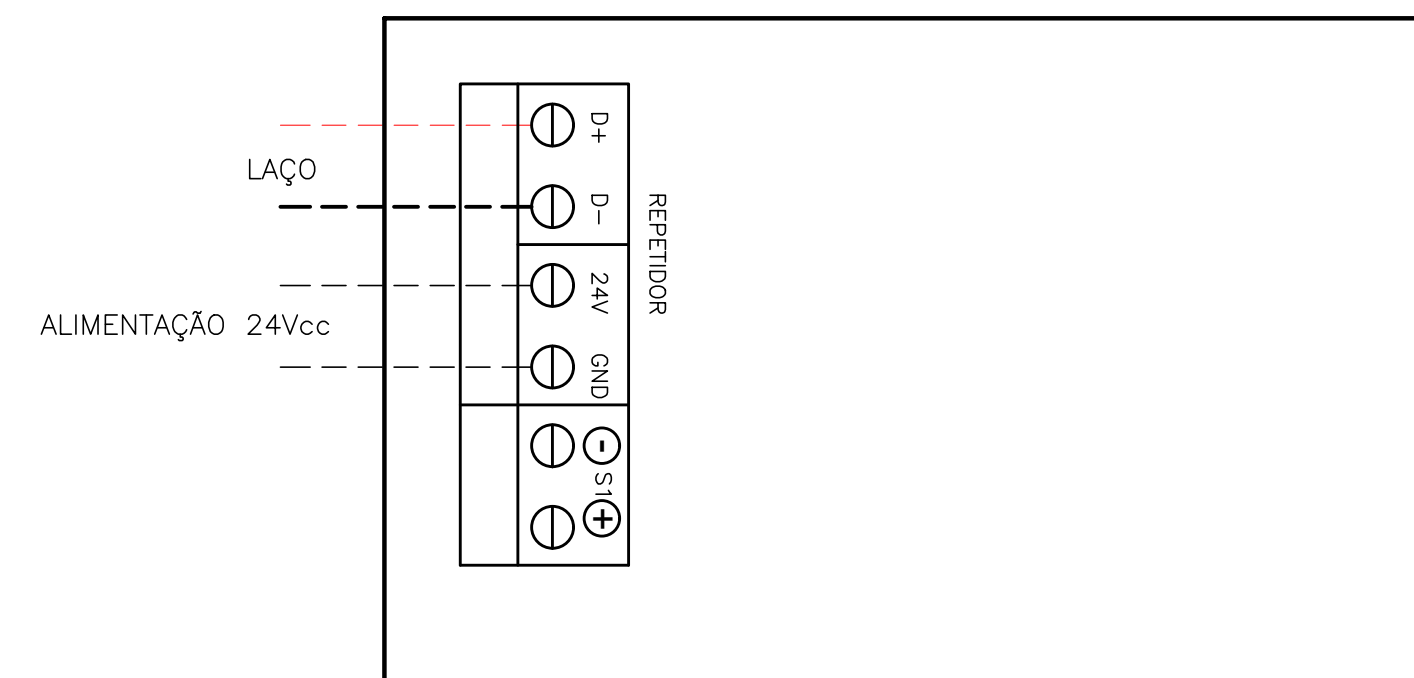 D+
LAÇO
D-
REPETIDOR
24V
ALIMENTAÇÃO 24Vcc
GND
-
S1
+